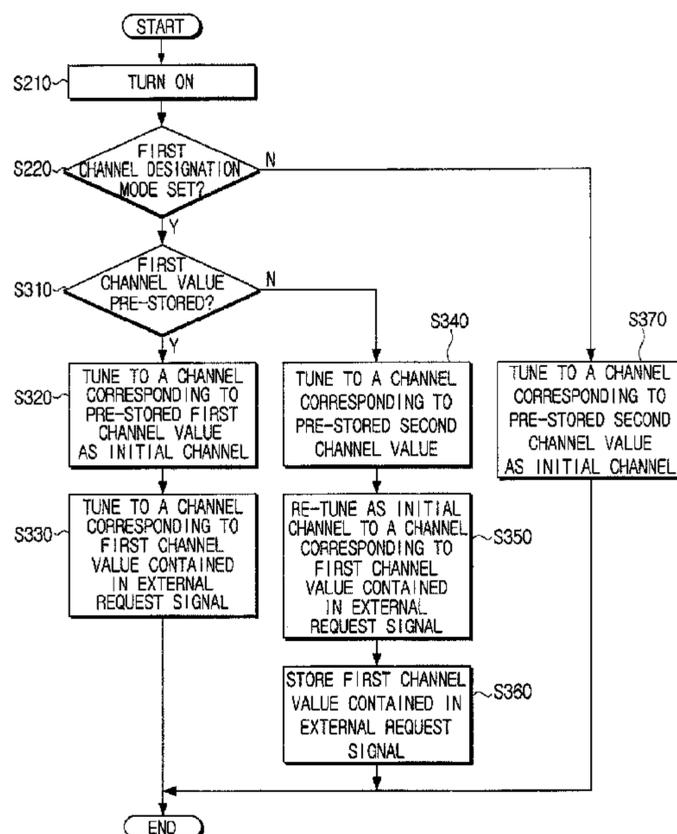 START
S210
TURN ON
S220
FIRST
CHANNEL DESIGNATION
MODE SET?
N
Y
S310
FIRST
CHANNEL VALUE
PRE-STORED?
N
Y
S320
TUNE TO A CHANNEL
CORRESPONDING TO
PRE-STORED FIRST
CHANNEL VALUE
AS INITIAL CHANNEL
S340
TUNE TO A CHANNEL
CORRESPONDING TO
PRE-STORED SECOND
CHANNEL VALUE
S370
TUNE TO A CHANNEL
CORRESPONDING TO
PRE-STORED SECOND
CHANNEL VALUE
AS INITIAL CHANNEL
S330
TUNE TO A CHANNEL
CORRESPONDING TO
FIRST CHANNEL
VALUE CONTAINED
IN EXTERNAL
REQUEST SIGNAL
RE-TUNE AS INITIAL
CHANNEL TO A CHANNEL
CORRESPONDING TO
FIRST CHANNEL
VALUE CONTAINED
IN EXTERNAL
REQUEST SIGNAL
S350
STORE FIRST CHANNEL
VALUE CONTAINED IN
EXTERNAL REQUEST
SIGNAL
S360
END